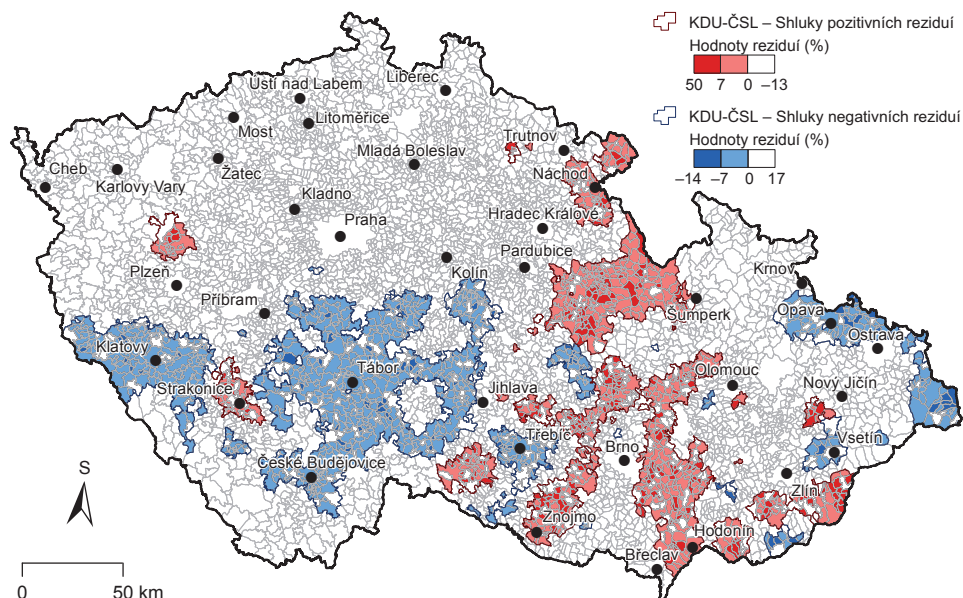 KDU-ČSL – Shluky pozitivních reziduí
Hodnoty reziduí (%)
50 7 0 –13
KDU-ČSL – Shluky negativních reziduí
Hodnoty reziduí (%)
–14 –7 0 17
Liberec
Ústí nad Labem
Litoměřice
Most
Trutnov
Mladá Boleslav
Cheb
Žatec
Karlovy Vary
Náchod
Kladno
Hradec Králové
Praha
Pardubice
Kolín
Plzeň
Krnov
Příbram
Šumperk
Opava
Ostrava
Klatovy
Tábor
Olomouc
Strakonice
Jihlava
Nový Jičín
Třebíč
Vsetín
Brno
České Budějovice
Zlín
S
Znojmo
Hodonín
Břeclav
0 50 km